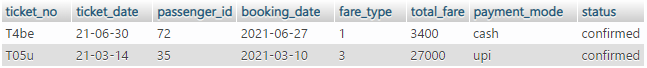 ticket_no ticket_date passenger_id booking_date fare_type total_fare payment_mode status
T4be 21-06-30 72 2021-06-27 1 3400 cash confirmed
T05u 21-03-14 35 2021-03-10 3 27000 upi confirmed